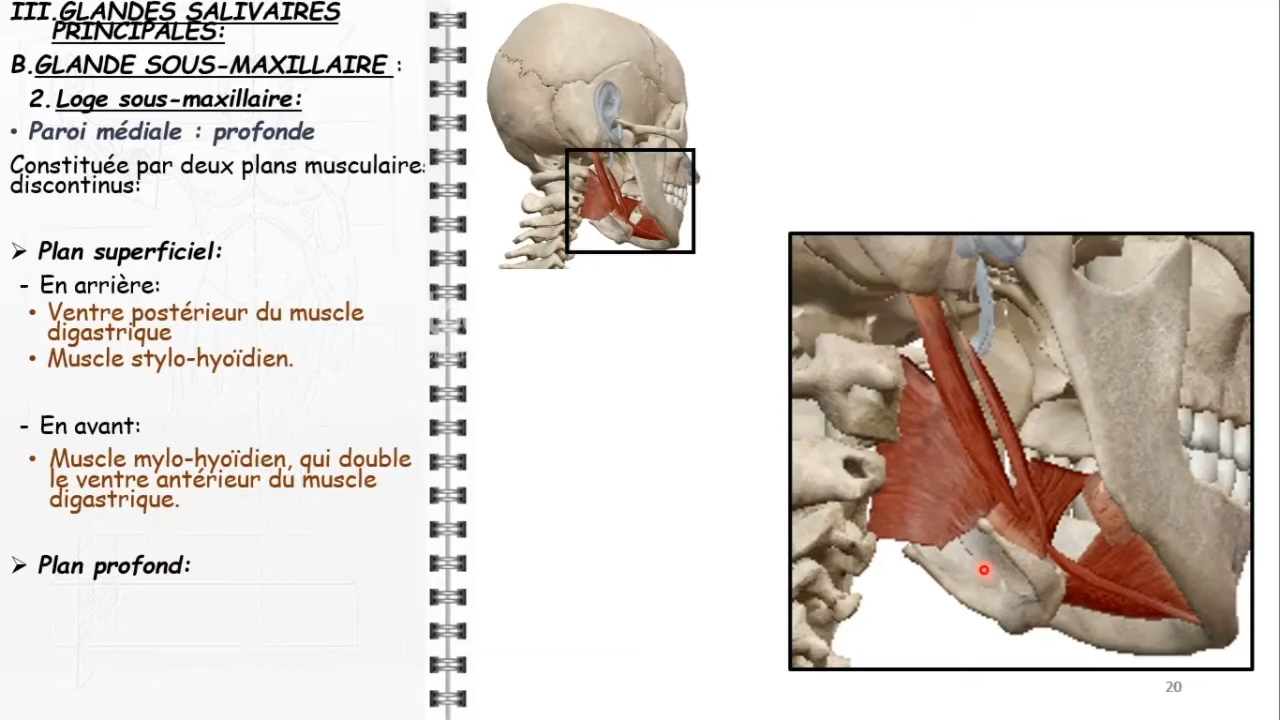 III.GLANDES SALIVAIRES
PRINCIPALES:
B.GLANDE SOUS-MAXILLAIRE :
2. Loge sous-maxillaire:
• Paroi médiale : profonde
Constituée par deux plans musculaires
discontinus:
➢ Plan superficiel:
- En arrière:
• Ventre postérieur du muscle
digastrique
• Muscle stylo-hyoïdien.
- En avant:
• Muscle mylo-hyoïdien, qui double
le ventre antérieur du muscle
digastrique.
➢ Plan profond:
20